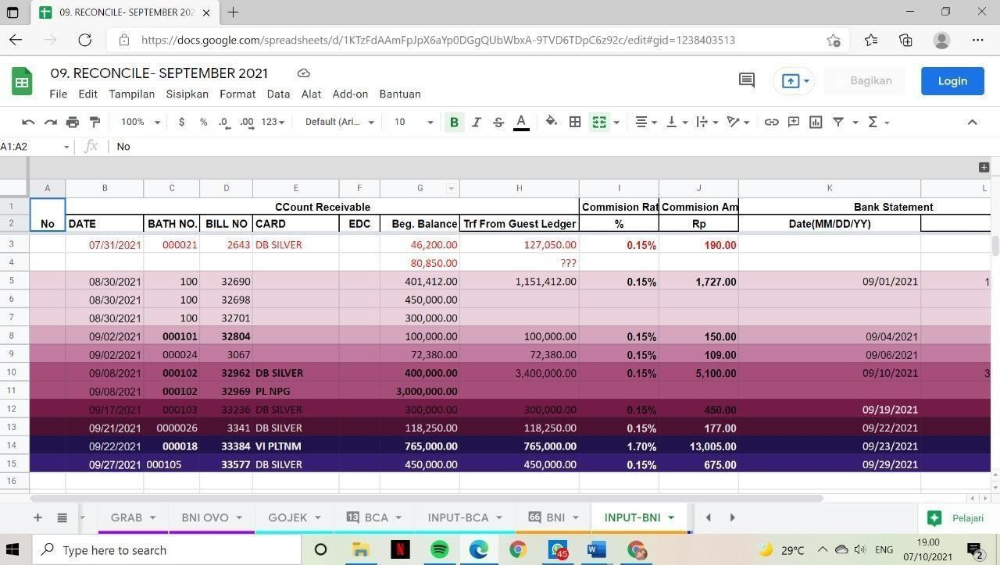 09. RECONCILE- SEPTEMBER 202
https://docs.google.com/spreadsheets/d/1KTzFdAAmFpJpX6aYp0DGgQUbWbxA-9TVD6TDpC6z92c/edit#gid=1238403513
09. RECONCILE- SEPTEMBER 2021
File Edit Tampilan Sisipkan Format Data Alat Add-on Bantuan
Bagikan Login
100% $ % .0 .00 123 Default (Ari... 10 B I S A Σ
A1:A2 fx No
A B C D E F G H I J K L
1 CCount Receivable Commision Rat Commision Am Bank Statement
2 No DATE BATH NO. BILL NO CARD EDC Beg. Balance Trf From Guest Ledger % Rp Date(MM/DD/YY)
3 07/31/2021 000021 2643 DB SILVER 46,200.00 127,050.00 0.15% 190.00
4 80,850.00 ???
5 08/30/2021 100 32690 401,412.00 1,151,412.00 0.15% 1,727.00 09/01/2021 1
6 08/30/2021 100 32698 450,000.00
7 08/30/2021 100 32701 300,000.00
8 09/02/2021 000101 32804 100,000.00 100,000.00 0.15% 150.00 09/04/2021
9 09/02/2021 000024 3067 72,380.00 72,380.00 0.15% 109.00 09/06/2021
10 09/08/2021 000102 32962 DB SILVER 400,000.00 3,400,000.00 0.15% 5,100.00 09/10/2021 3
11 09/08/2021 000102 32969 PL NPG 3,000,000.00
12 09/17/2021 000103 33236 DB SILVER 300,000.00 300,000.00 0.15% 450.00 09/19/2021
13 09/21/2021 0000026 3341 DB SILVER 118,250.00 118,250.00 0.15% 177.00 09/22/2021
14 09/22/2021 000018 33384 VI PLTNM 765,000.00 765,000.00 1.70% 13,005.00 09/23/2021
15 09/27/2021 000105 33577 DB SILVER 450,000.00 450,000.00 0.15% 675.00 09/29/2021
16
GRAB BNI OVO GOJEK 13 BCA INPUT-BCA 66 BNI INPUT-BNI Pelajari
Type here to search N 45 W 29°C ENG 19.00
07/10/2021 2